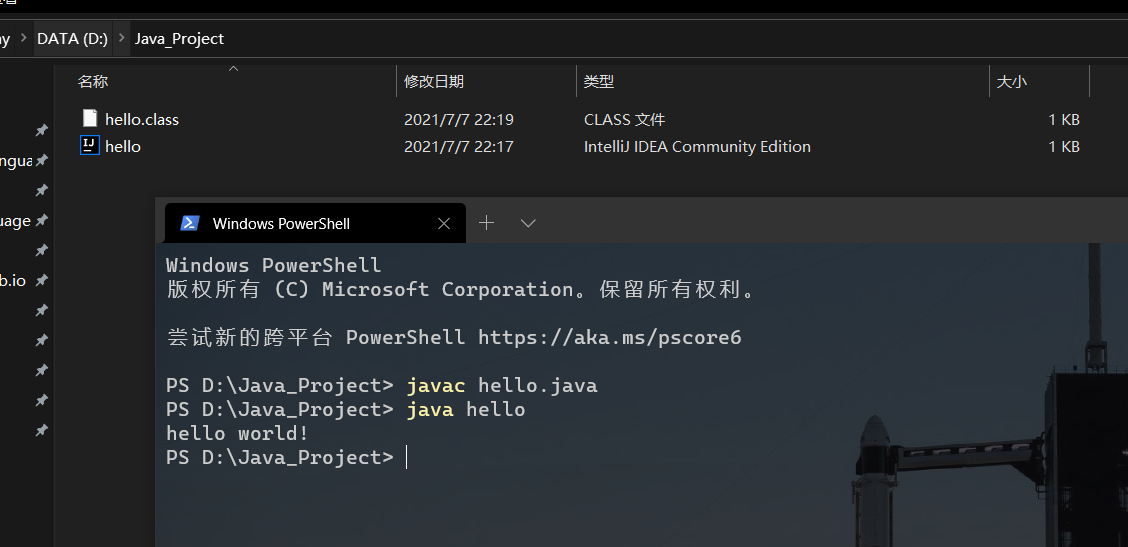 DATA (D:) Java_Project
名称 修改日期 类型 大小
hello.class 2021/7/7 22:19 CLASS 文件 1 KB
IJ hello 2021/7/7 22:17 IntelliJ IDEA Community Edition 1 KB
Windows PowerShell
Windows PowerShell
版权所有 (C) Microsoft Corporation。保留所有权利。
尝试新的跨平台 PowerShell https://aka.ms/pscore6
PS D:\Java_Project> javac hello.java
PS D:\Java_Project> java hello
hello world!
PS D:\Java_Project>
b.io